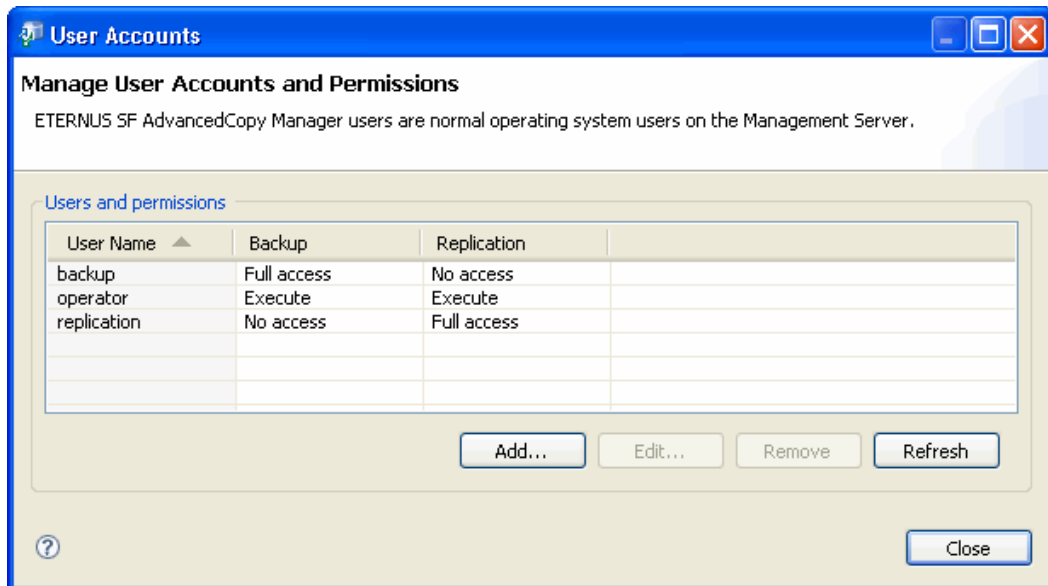 User Accounts
Manage User Accounts and Permissions
ETERNUS SF AdvancedCopy Manager users are normal operating system users on the Management Server.
Users and permissions
User Name Backup Replication
backup Full access No access
operator Execute Execute
replication No access Full access
Add... Edit... Remove Refresh
? Close